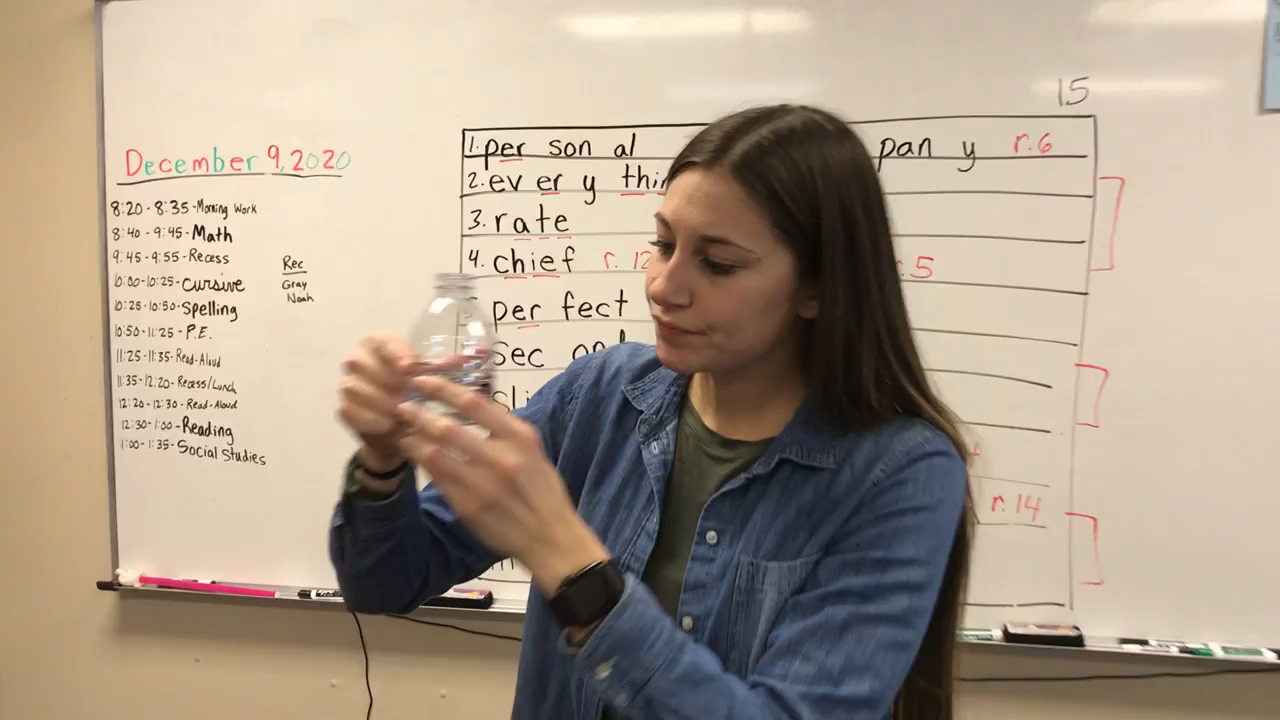 15
December 9, 2020
8:20-8:35-Morning Work
8:40-9:45-Math
9:45-9:55-Recess
10:00-10:25-Cursive
10:25-10:50-Spelling
10:50-11:25-P.E.
11:25-11:35-Read-Aloud
11:35-12:20-Recess/Lunch
12:20-12:30-Read-Aloud
12:30-1:00-Reading
1:00-1:35-Social Studies
Rec
Gray
Noah
1. per son al
2. ev er y
3. rate
4. chief r. 12
per fect
sec
pan y r. 6
r. 5
r. 14